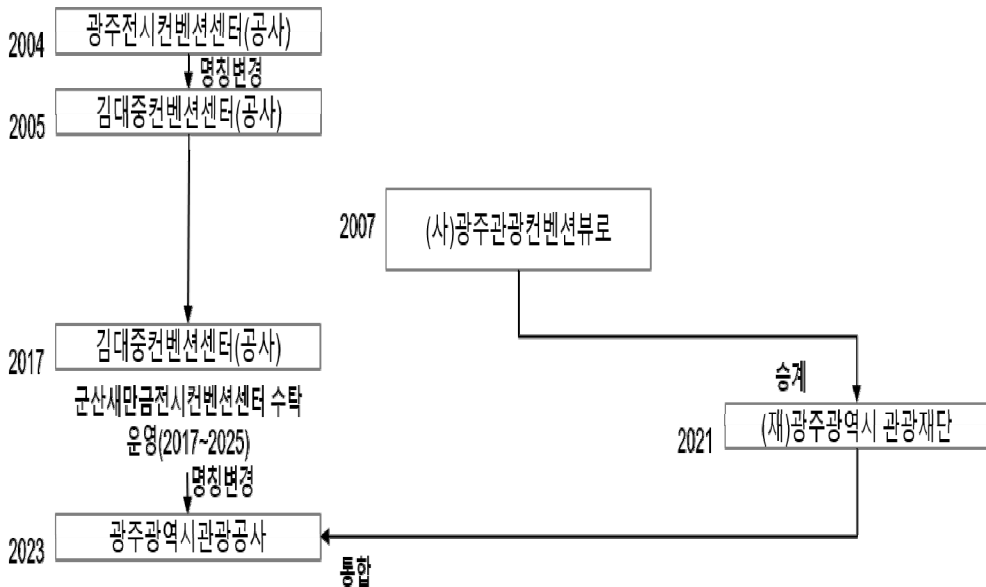 2004
광주전시컨벤션센터(공사)
명칭변경
2005
김대중컨벤션센터(공사)
2007
(사)광주관광컨벤션뷰로
2017
김대중컨벤션센터(공사)
군산새만금전시컨벤션센터 수탁
운영(2017~2025)
명칭변경
승계
2021
(재)광주광역시 관광재단
2023
광주광역시관광공사
통합